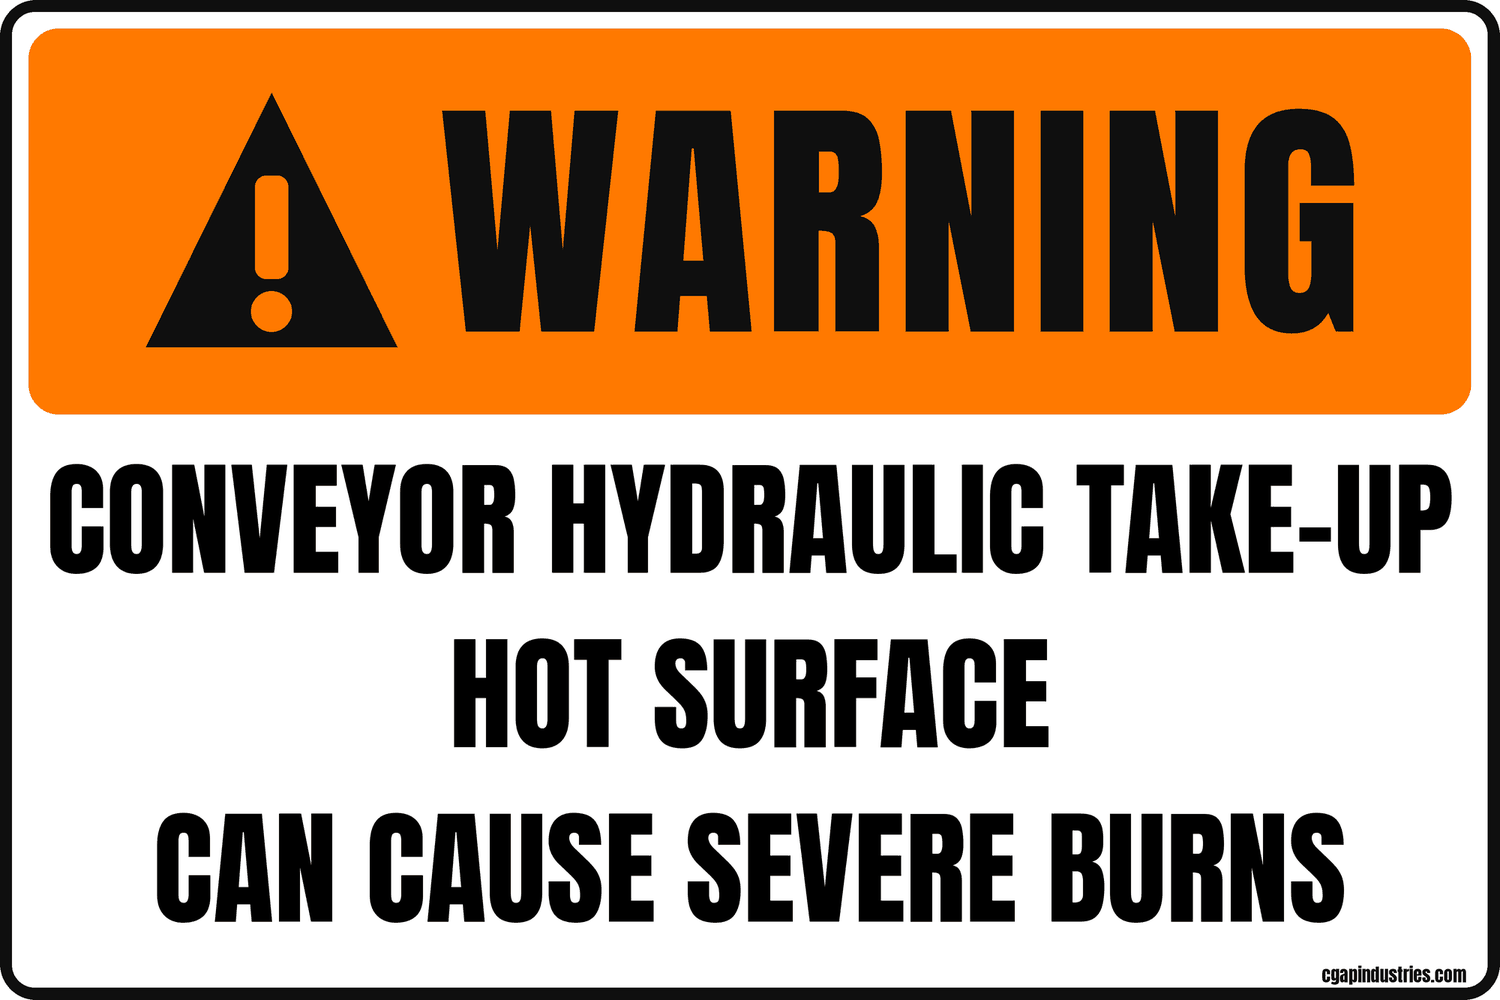 WARNING
CONVEYOR HYDRAULIC TAKE-UP
HOT SURFACE
CAN CAUSE SEVERE BURNS
cgapindustries.com